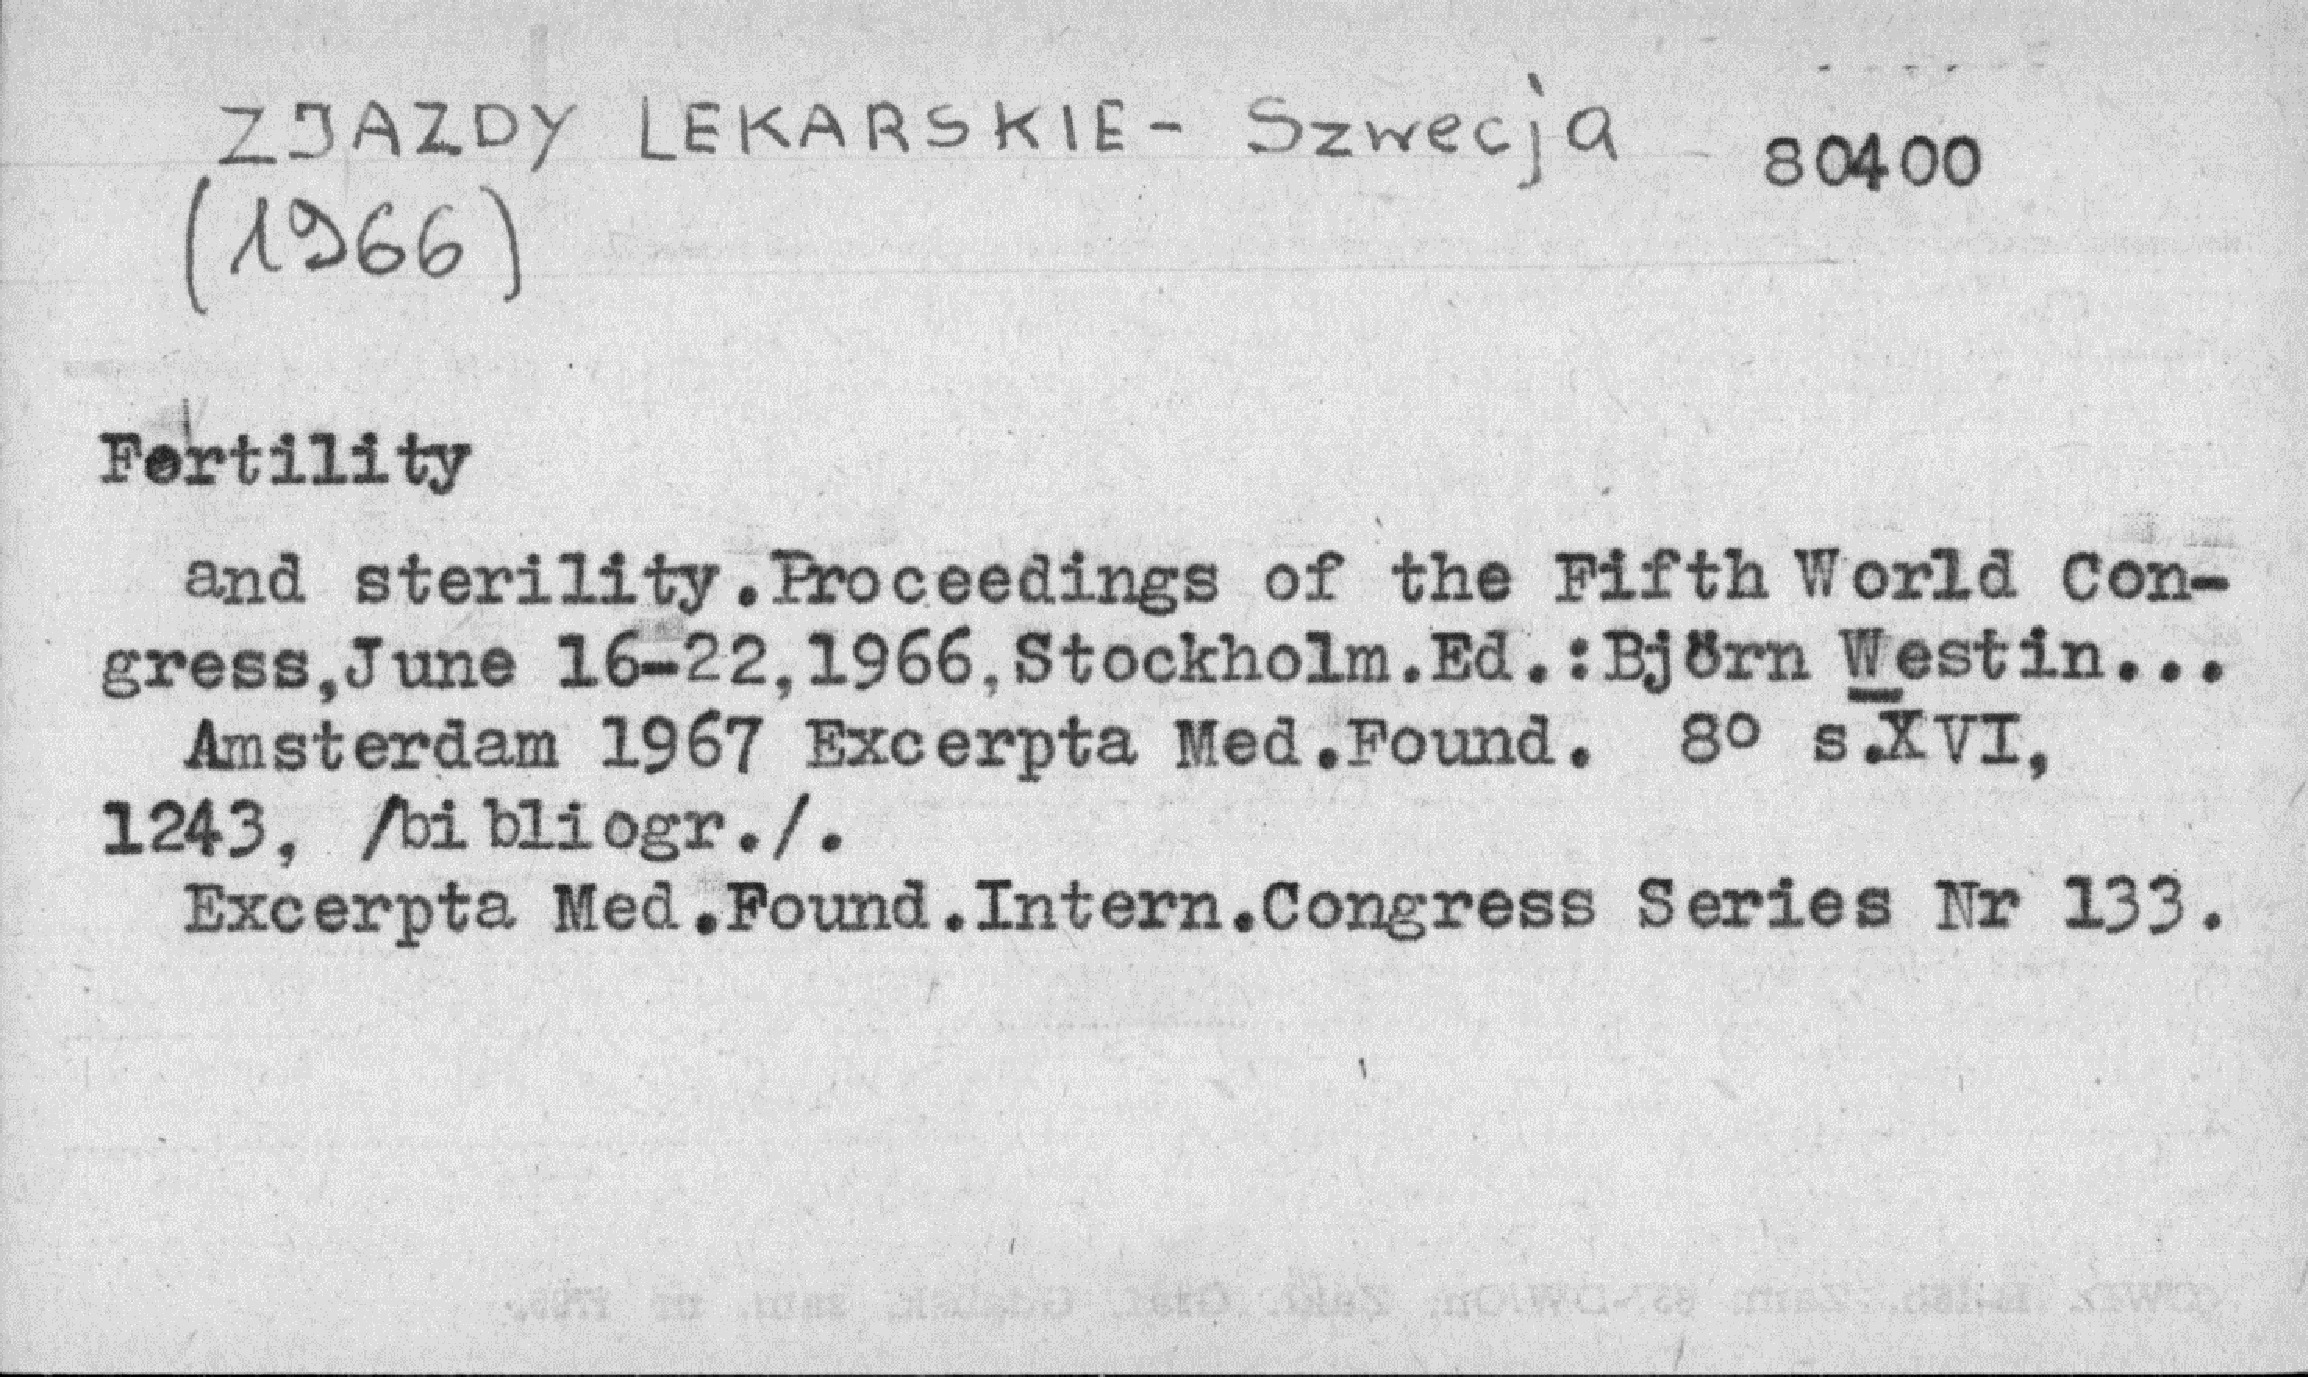 ZJAZDY LEKARSKIE - Szwecja 80400
(1966)
Fertility
and sterility.Proceedings of the Fifth World Con-
gress,June 16-22,1966,Stockholm.Ed.:Björn Westin...
Amsterdam 1967 Excerpta Med.Found. 8º s.XVI,
1243, /bibliogr./.
Excerpta Med.Found.Intern.Congress Series Nr 133.